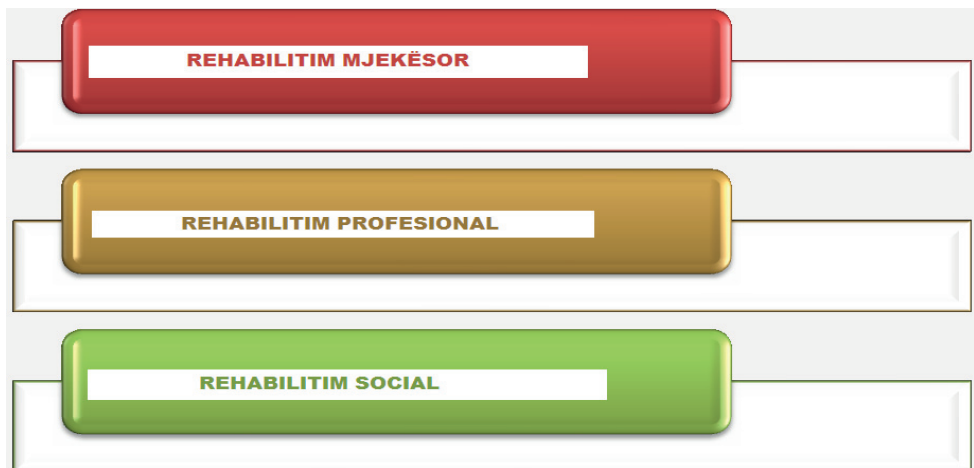 REHABILITIM MJEKËSOR
REHABILITIM PROFESIONAL
REHABILITIM SOCIAL